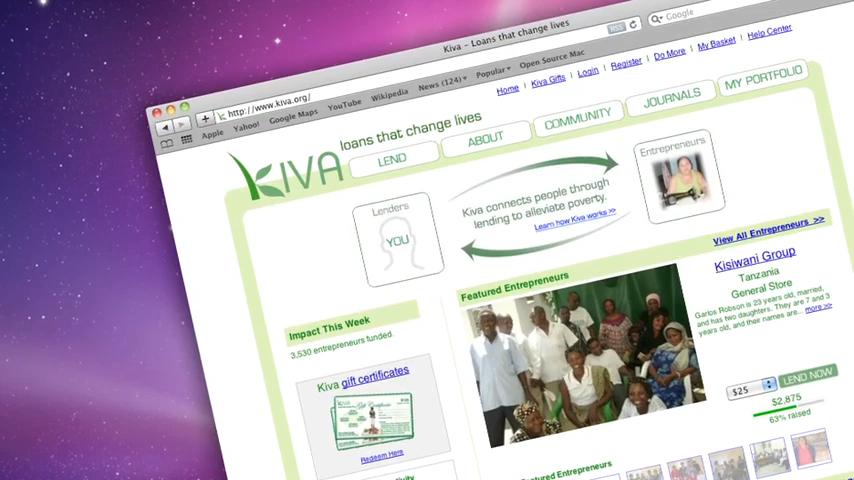 Kiva - Loans that change lives
http://www.kiva.org/
RSS
Google
Apple Yahoo! Google Maps YouTube Wikipedia News (124) Popular Open Source Mac
Home | Kiva Gifts | Login | Register | Do More | My Basket | Help Center
KIVA
loans that change lives
LEND
ABOUT
COMMUNITY
JOURNALS
MY PORTFOLIO
Lenders
YOU
Kiva connects people through
lending to alleviate poverty.
Learn how Kiva works >>
Entrepreneurs
View All Entrepreneurs >>
Impact This Week
3,530 entrepreneurs funded.
Kiva gift certificates
Gift Certificate
Redeem Here
Featured Entrepreneurs
Kisiwani Group
Tanzania
General Store
Garlos Robson is 23 years old, married,
and has two daughters. They are 7 and 3
years old, and their names... more >>
$25
LEND NOW
$2,875
63% raised
Featured Entrepreneurs